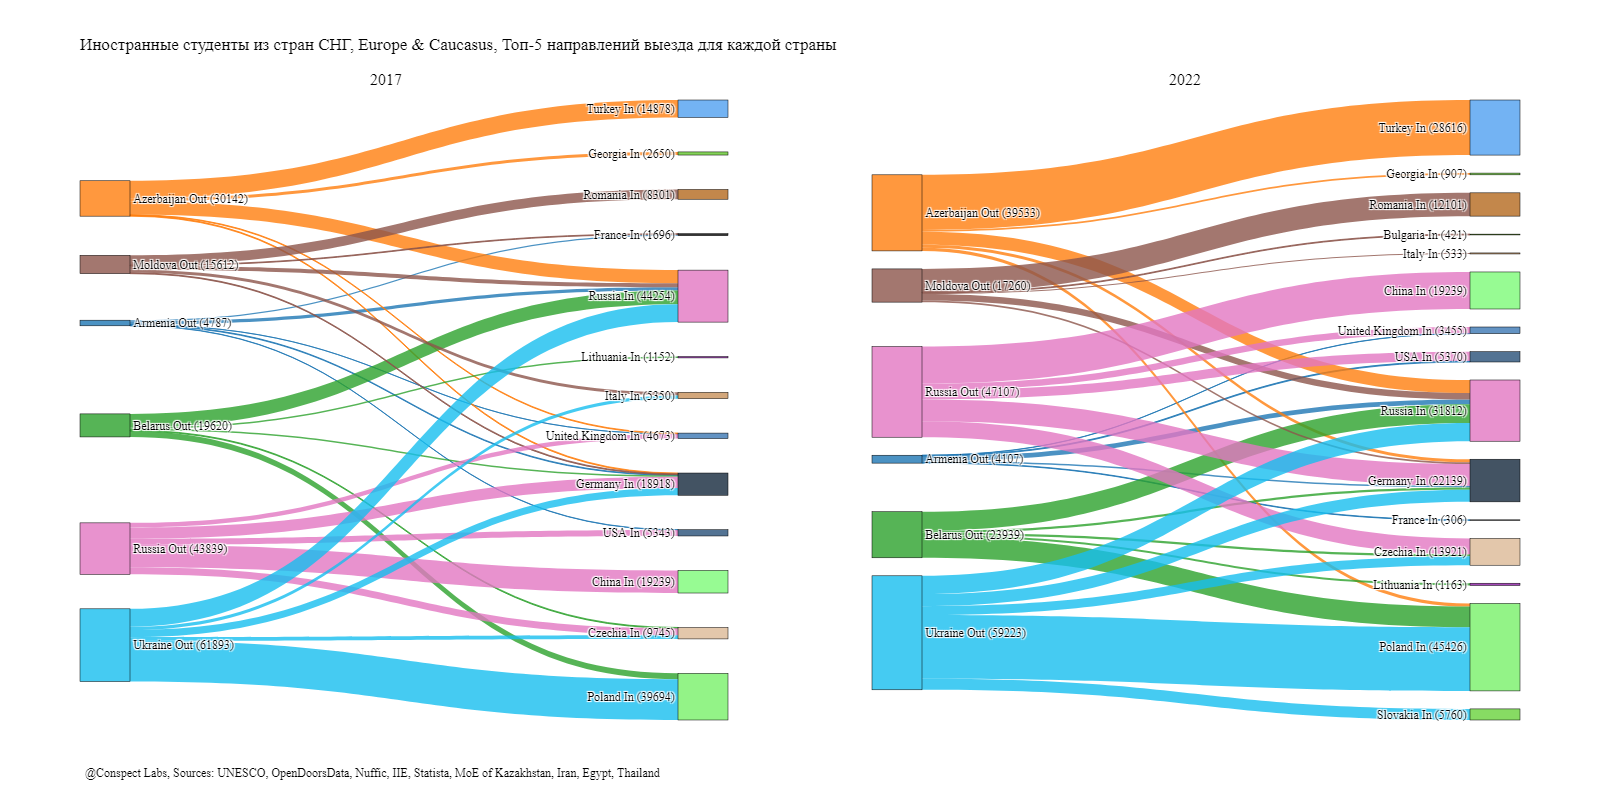 Иностранные студенты из стран СНГ, Europe & Caucasus, Топ-5 направлений выезда для каждой страны
2017
Turkey In (14878)
Georgia In (2650)
Azerbaijan Out (30142)
Romania In (8301)
France In (1696)
Moldova Out (15612)
Russia In (44254)
Armenia Out (4787)
Lithuania In (1152)
Italy In (5350)
Belarus Out (19620)
United Kingdom In (4673)
Germany In (18918)
USA In (5343)
Russia Out (43839)
China In (19239)
Czechia In (9745)
Ukraine Out (61893)
Poland In (39694)
2022
Turkey In (28616)
Georgia In (907)
Romania In (12101)
Azerbaijan Out (39533)
Bulgaria In (421)
Italy In (533)
Moldova Out (17260)
China In (19239)
United Kingdom In (3455)
USA In (5370)
Russia Out (47107)
Russia In (31812)
Armenia Out (4107)
Germany In (22139)
France In (306)
Belarus Out (23939)
Czechia In (13921)
Lithuania In (1163)
Ukraine Out (59223)
Poland In (45426)
Slovakia In (5760)
@Conspect Labs, Sources: UNESCO, OpenDoorsData, Nuffic, IIE, Statista, MoE of Kazakhstan, Iran, Egypt, Thailand